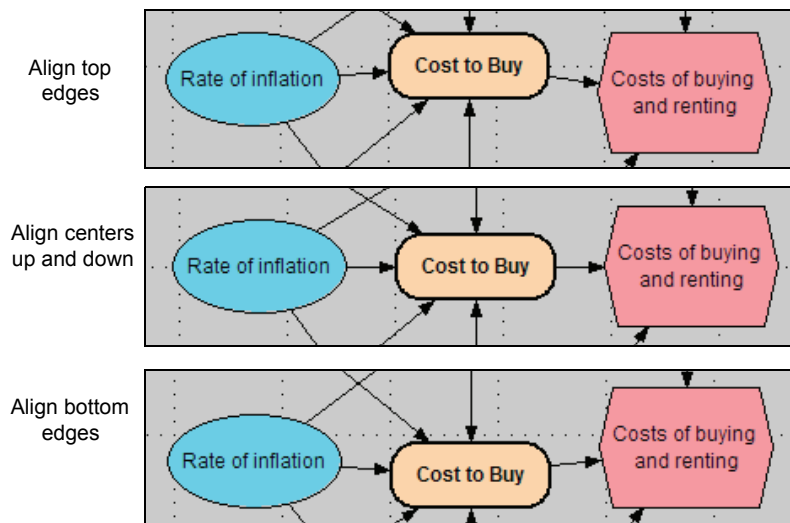 Align top
edges
Rate of inflation
Cost to Buy
Costs of buying
and renting
Align centers
up and down
Rate of inflation
Cost to Buy
Costs of buying
and renting
Align bottom
edges
Rate of inflation
Cost to Buy
Costs of buying
and renting